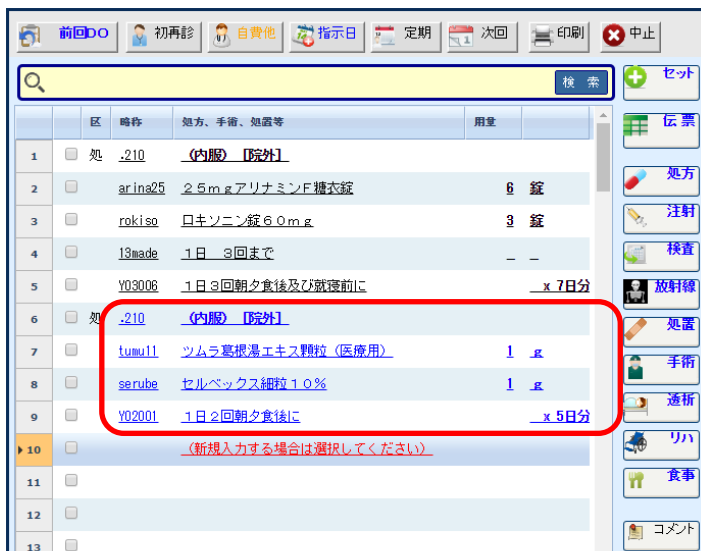 前回DO 初再診 自費他 指示日 定期 次回 印刷 中止
検 索
セット
区 略称 処方、手術、処置等 用量
伝票
1 処 .210 （内服）［院外］
2 arina25 ２５ｍｇアリナミンＦ糖衣錠 6 錠
処方
3 rokiso ロキソニン錠６０ｍｇ 3 錠
注射
4 13made １日　３回まで _ _
検査
5 Y03006 １日３回朝夕食後及び就寝前に x 7日分
放射線
6 処 .210 （内服）［院外］
処置
7 tumu11 ツムラ葛根湯エキス顆粒（医療用） 1 g
手術
8 serube セルベックス細粒１０％ 1 g
透析
9 Y02001 １日２回朝夕食後に x 5日分
リハ
10 （新規入力する場合は選択してください）
食事
11
12
コメント
13